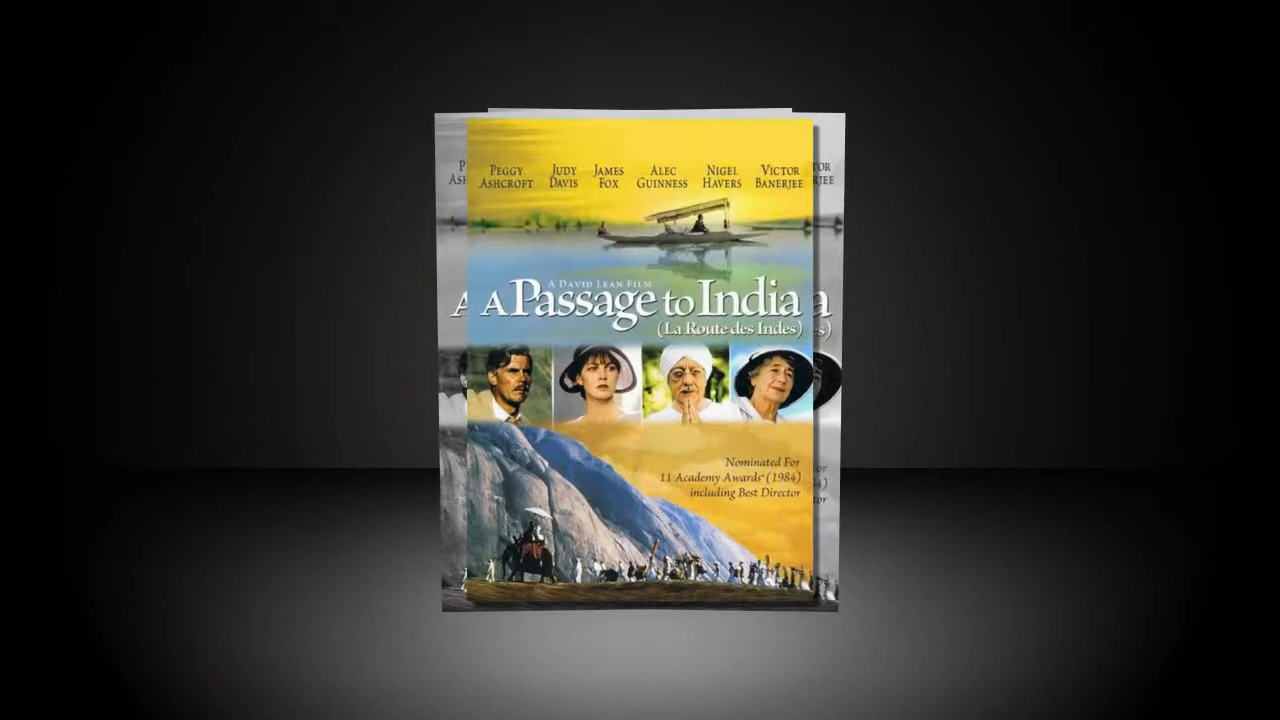 PEGGY ASHCROFT JUDY DAVIS JAMES FOX ALEC GUINNESS NIGEL HAVERS VICTOR BANERJEE
A DAVID LEAN FILM
A Passage to India
(La Route des Indes)
Nominated For
11 Academy Awards® (1984)
including Best Director